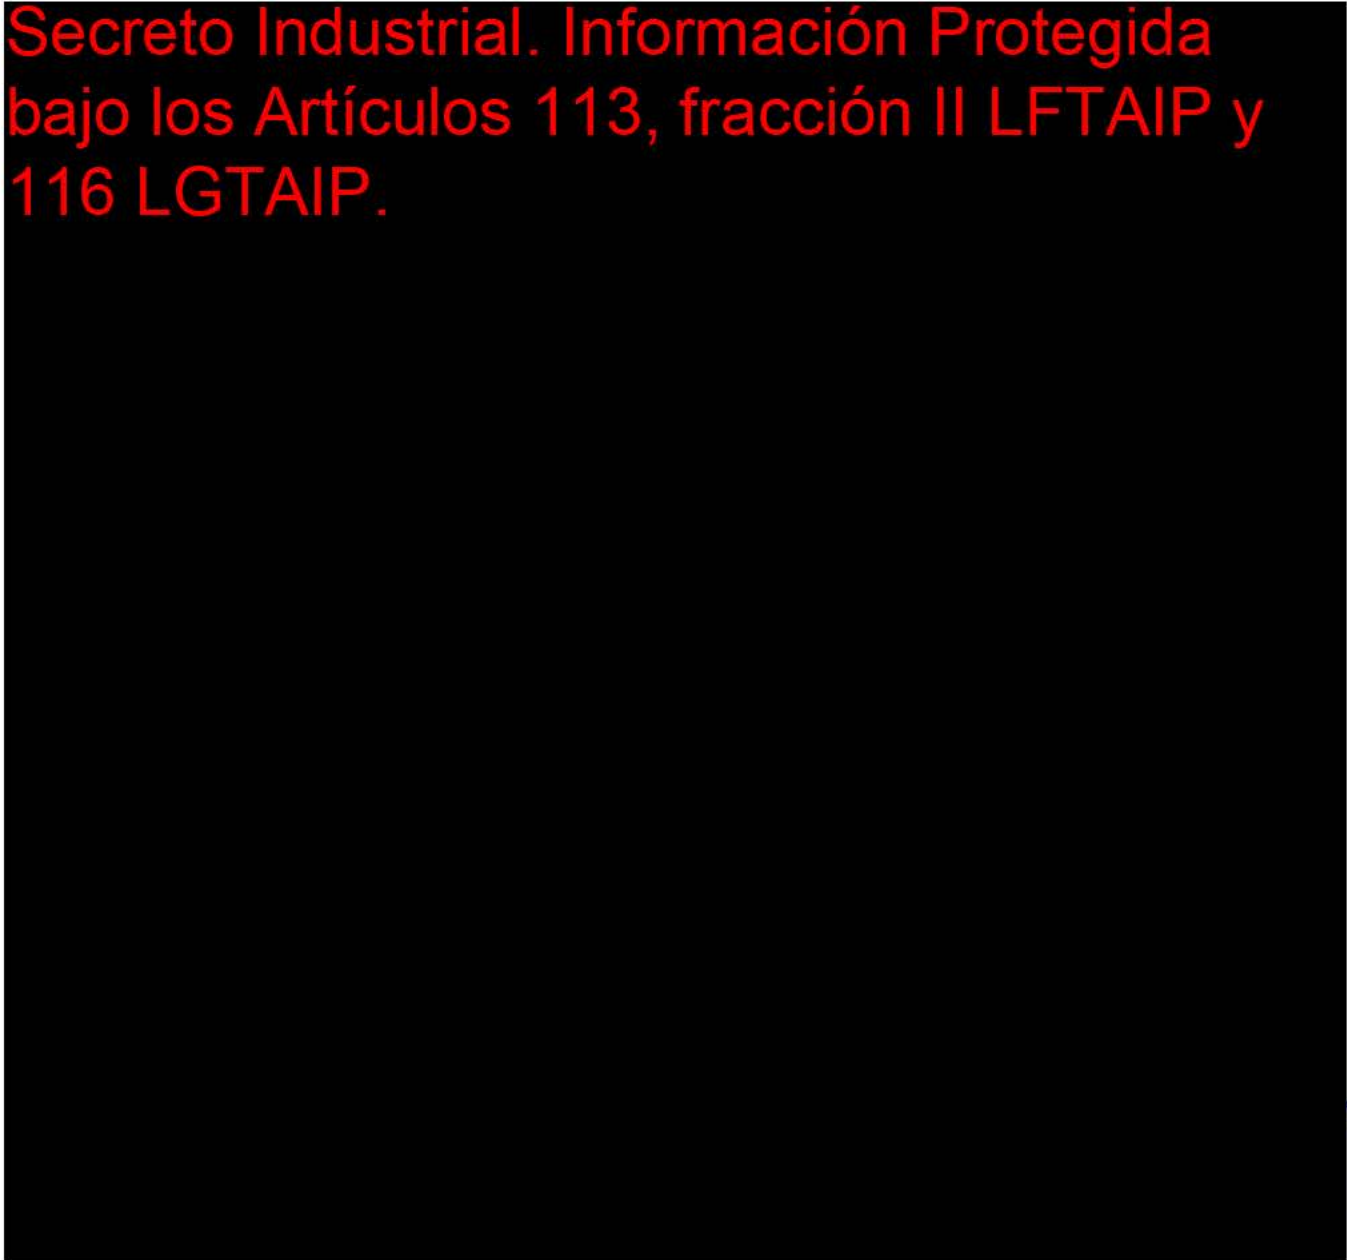 Secreto Industrial. Información Protegida
bajo los Artículos 113, fracción II LFTAIP y
116 LGTAIP.